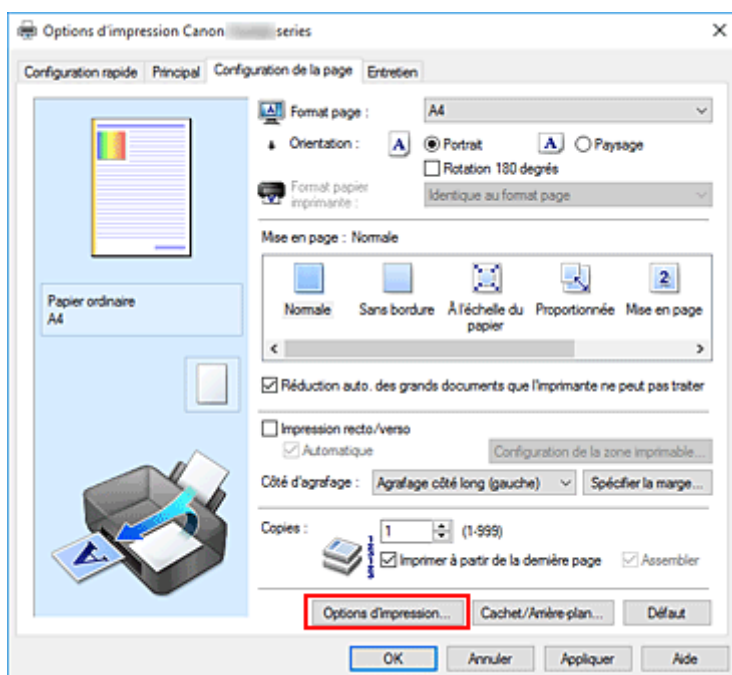 Options d'impression Canon series
Configuration rapide Principal Configuration de la page Entretien
Format page : A4
Orientation : A Portrait A Paysage
Rotation 180 degrés
Format papier imprimante : Identique au format page
Mise en page : Normale
Normale Sans bordure À l'échelle du papier Proportionnée Mise en page
Papier ordinaire
A4
Réduction auto. des grands documents que l'imprimante ne peut pas traiter
Impression recto/verso
Automatique Configuration de la zone imprimable...
Côté d'agrafage : Agrafage côté long (gauche) Spécifier la marge...
Copies : 1 (1-999)
Imprimer à partir de la dernière page Assembler
Options d'impression... Cachet/Arrière-plan... Défaut
OK Annuler Appliquer Aide